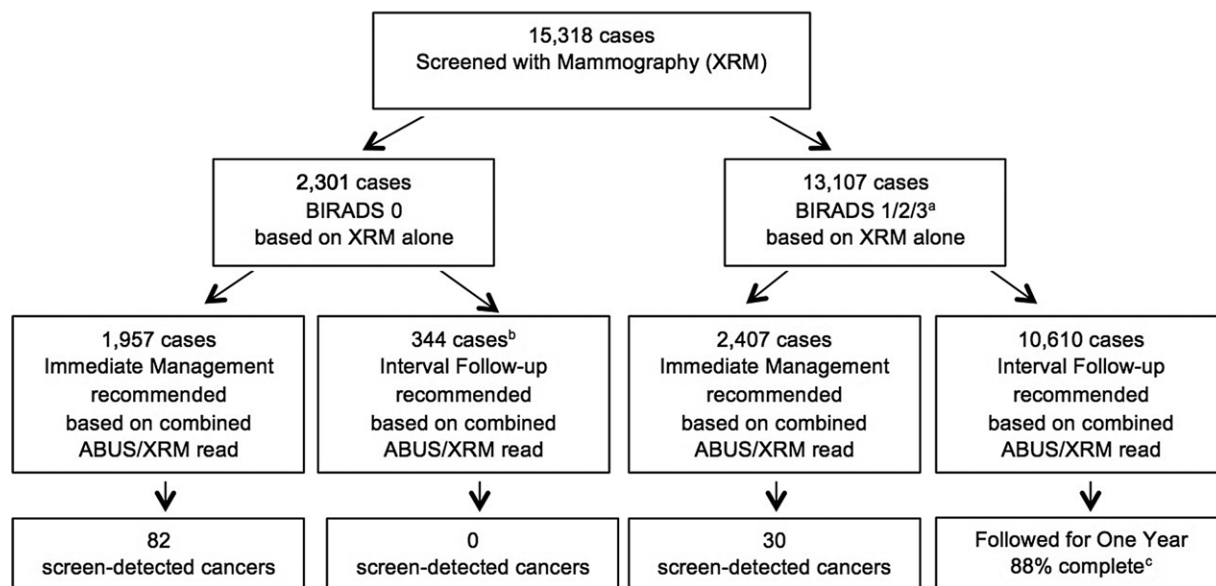 15,318 cases
Screened with Mammography (XRM)
2,301 cases
BIRADS 0
based on XRM alone
13,107 cases
BIRADS 1/2/3ᵃ
based on XRM alone
1,957 cases
Immediate Management
recommended
based on combined
ABUS/XRM read
344 casesᵇ
Interval Follow-up
recommended
based on combined
ABUS/XRM read
2,407 cases
Immediate Management
recommended
based on combined
ABUS/XRM read
10,610 cases
Interval Follow-up
recommended
based on combined
ABUS/XRM read
82
screen-detected cancers
0
screen-detected cancers
30
screen-detected cancers
Followed for One Year
88% completeᶜ